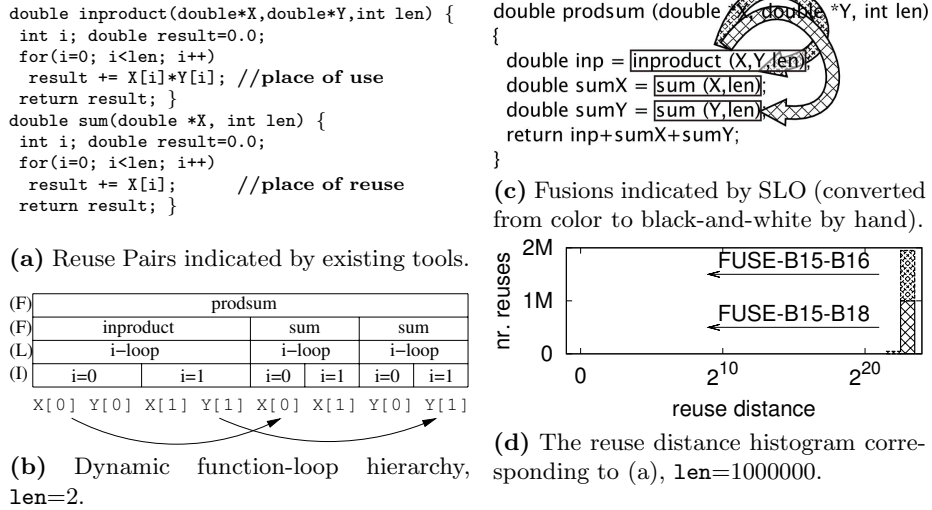 double inproduct(double*X,double*Y,int len) {
int i; double result=0.0;
for(i=0; i<len; i++)
result += X[i]*Y[i]; //place of use
return result; }
double sum(double *X, int len) {
int i; double result=0.0;
for(i=0; i<len; i++)
result += X[i]; //place of reuse
return result; }
(a) Reuse Pairs indicated by existing tools.
(F) prodsum
(F) inproduct sum sum
(L) i−loop i−loop i−loop
(I) i=0 i=1 i=0 i=1 i=0 i=1
X[0] Y[0] X[1] Y[1] X[0] X[1] Y[0] Y[1]
(b) Dynamic function-loop hierarchy,
len=2.
double prodsum (double *X, double *Y, int len)
{
double inp = inproduct (X,Y,len);
double sumX = sum (X,len);
double sumY = sum (Y,len);
return inp+sumX+sumY;
}
(c) Fusions indicated by SLO (converted
from color to black-and-white by hand).
2M
FUSE-B15-B16
1M
FUSE-B15-B18
0
nr. reuses
0 2^10 2^20
reuse distance
(d) The reuse distance histogram corre-
sponding to (a), len=1000000.